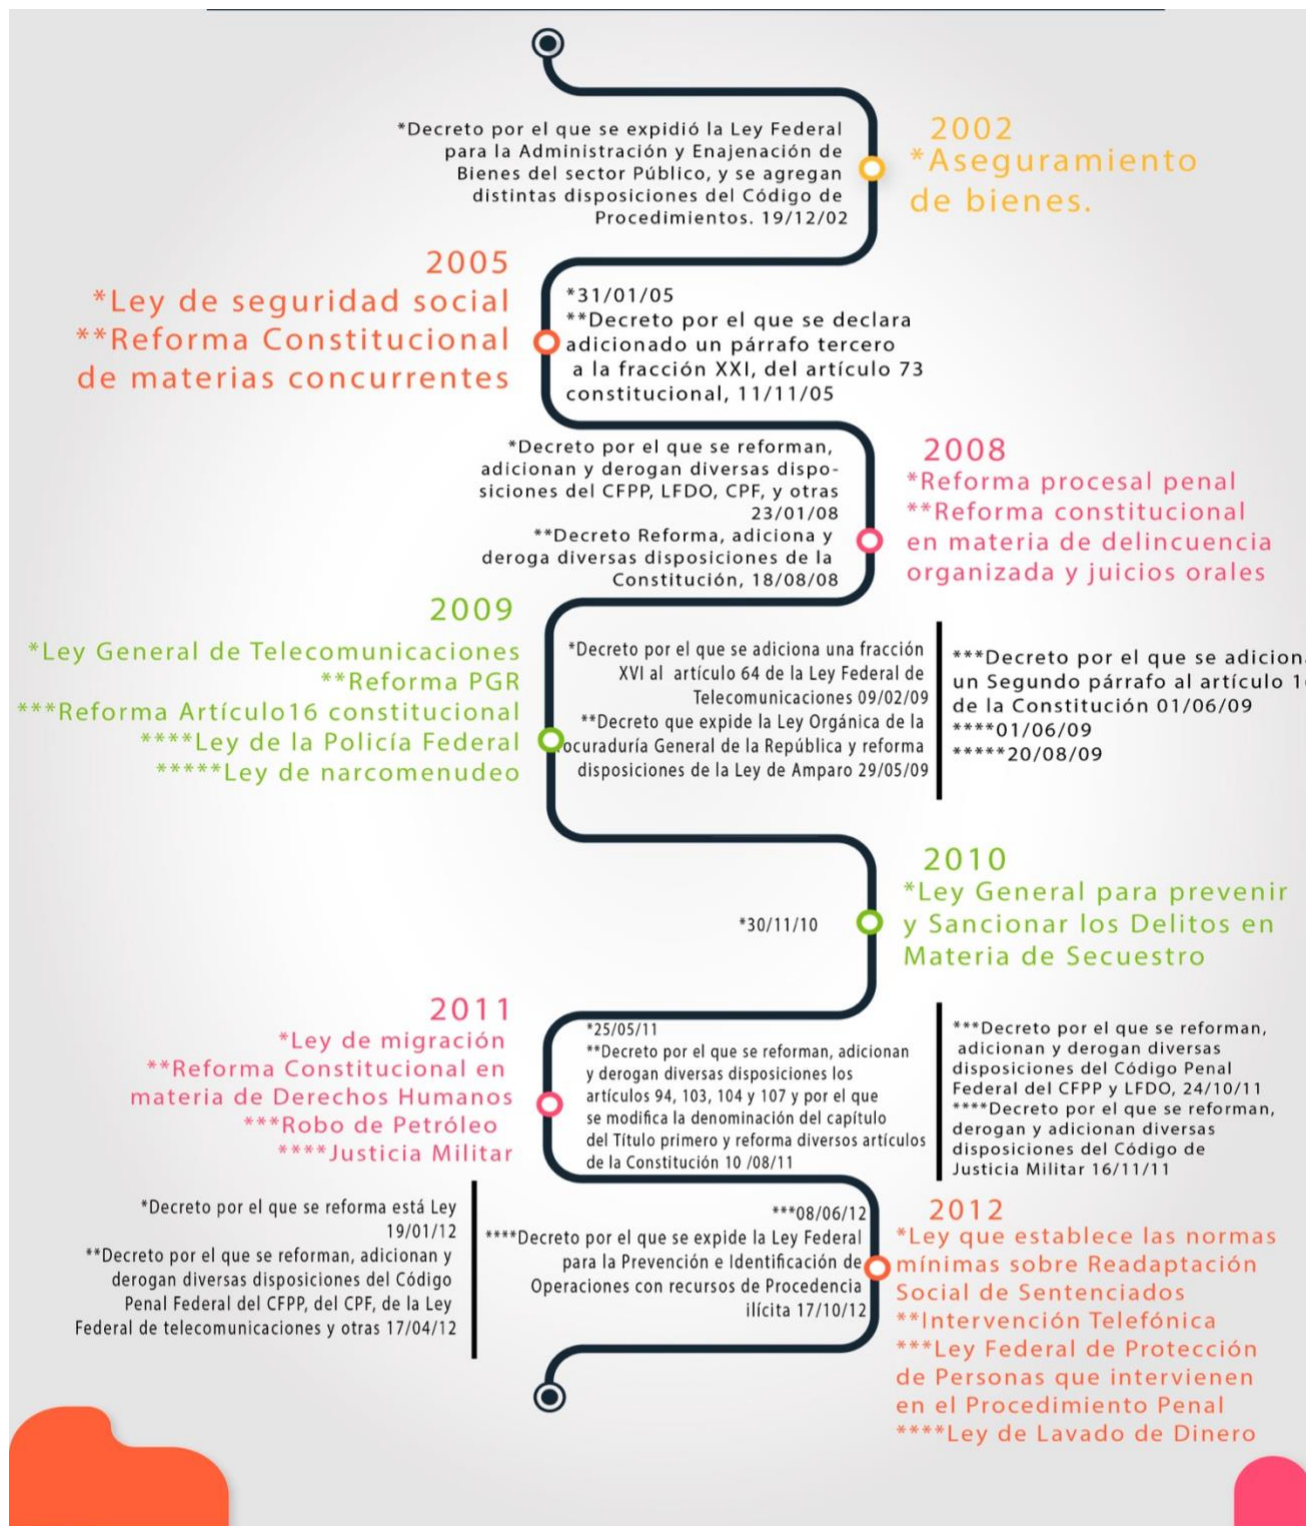 2002
*Aseguramiento
de bienes.
*Decreto por el que se expidió la Ley Federal
para la Administración y Enajenación de
Bienes del sector Público, y se agregan
distintas disposiciones del Código de
Procedimientos. 19/12/02
2005
*Ley de seguridad social
**Reforma Constitucional
de materias concurrentes
*31/01/05
**Decreto por el que se declara
adicionado un párrafo tercero
a la fracción XXI, del artículo 73
constitucional, 11/11/05
2008
*Reforma procesal penal
**Reforma constitucional
en materia de delincuencia
organizada y juicios orales
*Decreto por el que se reforman,
adicionan y derogan diversas dispo-
siciones del CFPP, LFDO, CPF, y otras
23/01/08
**Decreto Reforma, adiciona y
deroga diversas disposiciones de la
Constitución, 18/08/08
2009
*Ley General de Telecomunicaciones
**Reforma PGR
***Reforma Artículo16 constitucional
****Ley de la Policía Federal
*****Ley de narcomenudeo
*Decreto por el que se adiciona una fracción
XVI al artículo 64 de la Ley Federal de
Telecomunicaciones 09/02/09
**Decreto que expide la Ley Orgánica de la
ocuraduría General de la República y reforma
disposiciones de la Ley de Amparo 29/05/09
***Decreto por el que se adiciona
un Segundo párrafo al artículo
de la Constitución 01/06/09
****01/06/09
*****20/08/09
2010
*Ley General para prevenir
y Sancionar los Delitos en
Materia de Secuestro
*30/11/10
2011
*Ley de migración
**Reforma Constitucional en
materia de Derechos Humanos
***Robo de Petróleo
****Justicia Militar
*25/05/11
**Decreto por el que se reforman, adicionan
y derogan diversas disposiciones los
artículos 94, 103, 104 y 107 y por el que
se modifica la denominación del capítulo
del Título primero y reforma diversos artículos
de la Constitución 10 /08/11
***Decreto por el que se reforman,
adicionan y derogan diversas
disposiciones del Código Penal
Federal del CFPP y LFDO, 24/10/11
****Decreto por el que se reforman,
derogan y adicionan diversas
disposiciones del Código de
Justicia Militar 16/11/11
2012
*Ley que establece las normas
mínimas sobre Readaptación
Social de Sentenciados
**Intervención Telefónica
***Ley Federal de Protección
de Personas que intervienen
en el Procedimiento Penal
****Ley de Lavado de Dinero
*Decreto por el que se reforma está Ley
19/01/12
**Decreto por el que se reforman, adicionan y
derogan diversas disposiciones del Código
Penal Federal del CFPP, del CPF, de la Ley
Federal de telecomunicaciones y otras 17/04/12
***08/06/12
****Decreto por el que se expide la Ley Federal
para la Prevención e Identificación de
Operaciones con recursos de Procedencia
ilícita 17/10/12